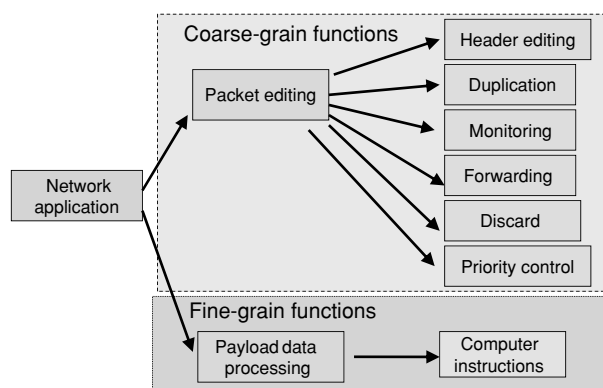 Coarse-grain functions
Header editing
Packet editing
Duplication
Monitoring
Network
application
Forwarding
Discard
Priority control
Fine-grain functions
Payload data
processing
Computer
instructions